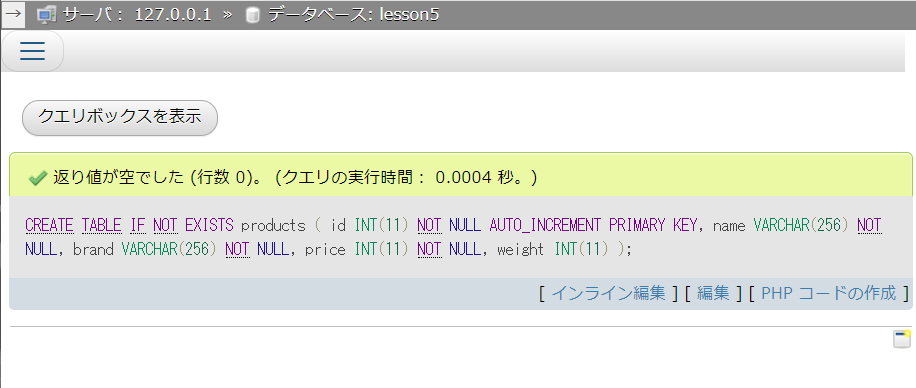 → サーバ： 127.0.0.1 » データベース: lesson5
クエリボックスを表示
返り値が空でした (行数 0)。 (クエリの実行時間： 0.0004 秒。)
CREATE TABLE IF NOT EXISTS products ( id INT(11) NOT NULL AUTO_INCREMENT PRIMARY KEY, name VARCHAR(256) NOT
NULL, brand VARCHAR(256) NOT NULL, price INT(11) NOT NULL, weight INT(11) );
[ インライン編集 ] [ 編集 ] [ PHP コードの作成 ]